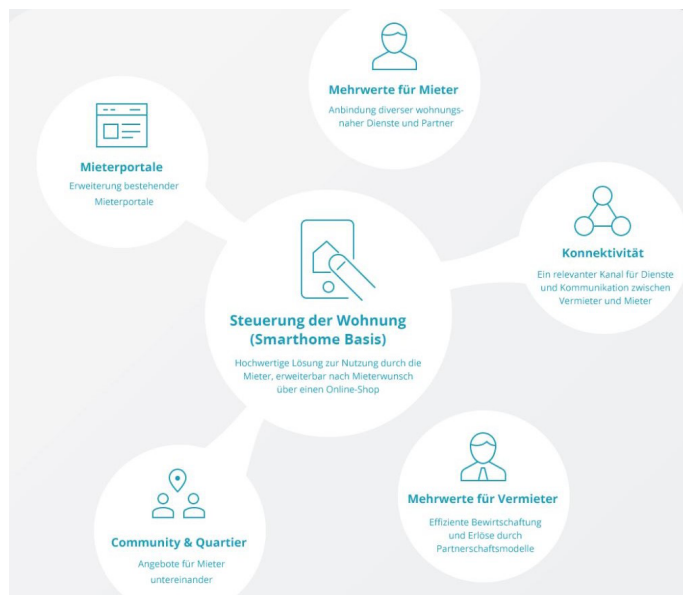 Mehrwerte für Mieter
Anbindung diverser wohnungs-
naher Dienste und Partner
Mieterportale
Erweiterung bestehender
Mieterportale
Konnektivität
Ein relevanter Kanal für Dienste
und Kommunikation zwischen
Vermieter und Mieter
Steuerung der Wohnung
(Smarthome Basis)
Hochwertige Lösung zur Nutzung durch die
Mieter, erweiterbar nach Mieterwunsch
über einen Online-Shop
Mehrwerte für Vermieter
Effiziente Bewirtschaftung
und Erlöse durch
Partnerschaftsmodelle
Community & Quartier
Angebote für Mieter
untereinander